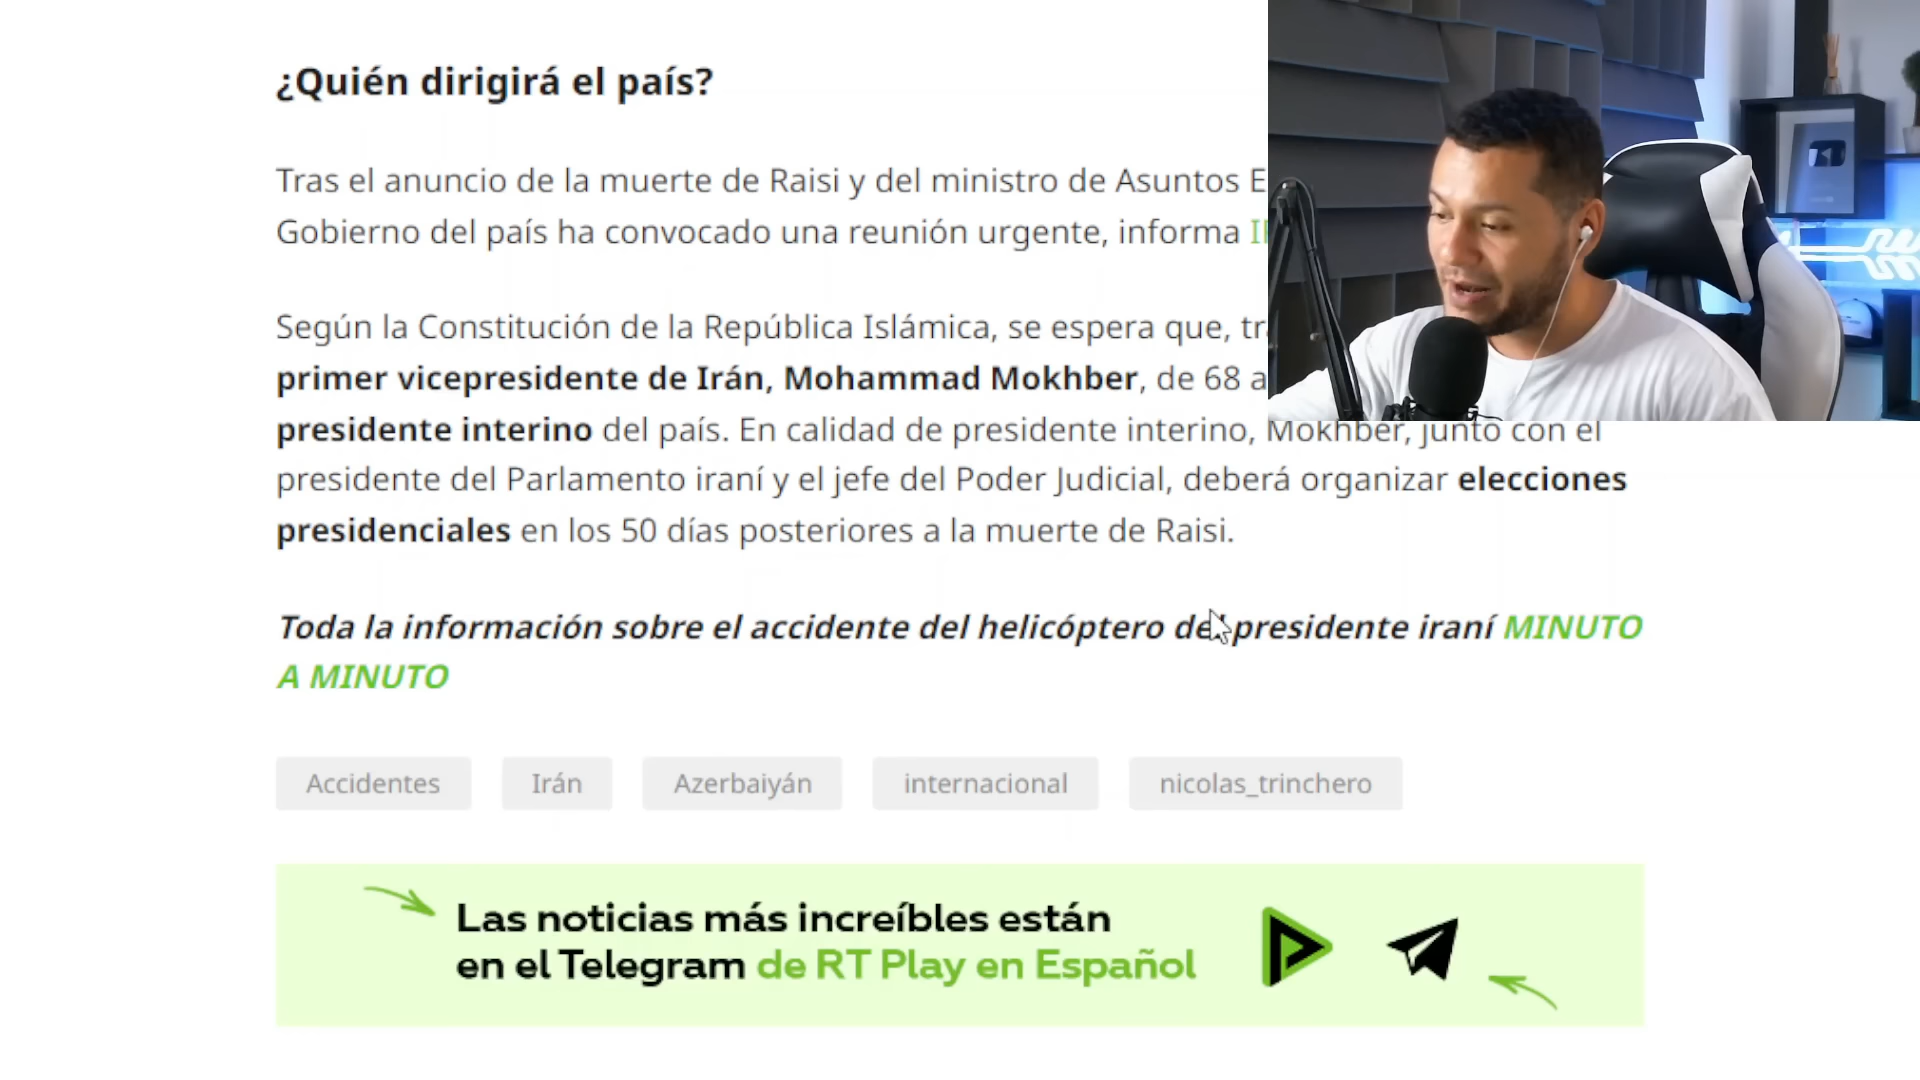 ¿Quién dirigirá el país?
Tras el anuncio de la muerte de Raisi y del ministro de Asuntos
Gobierno del país ha convocado una reunión urgente, informa
Según la Constitución de la República Islámica, se espera que,
primer vicepresidente de Irán, Mohammad Mokhber, de 68
presidente interino del país. En calidad de presidente interino, Mokhber, junto con el
presidente del Parlamento iraní y el jefe del Poder Judicial, deberá organizar elecciones
presidenciales en los 50 días posteriores a la muerte de Raisi.
Toda la información sobre el accidente del helicóptero del presidente iraní MINUTO
A MINUTO
Accidentes Irán Azerbaiyán internacional nicolas_trinchero
Las noticias más increíbles están
en el Telegram de RT Play en Español